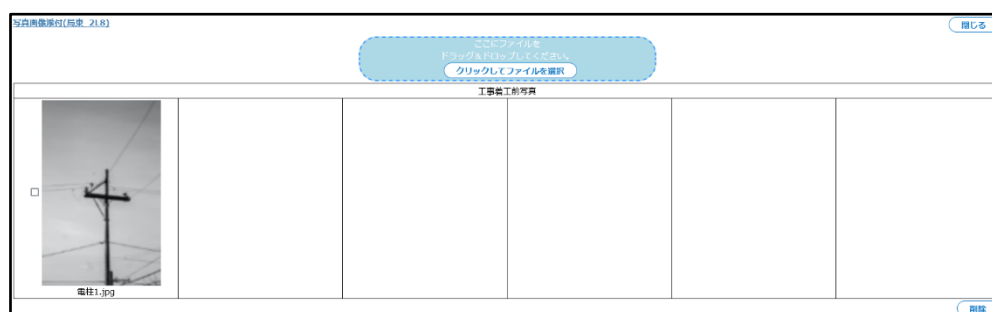 写真画像添付(局東 2L8)
閉じる
ここにファイルを
ドラッグ&ドロップしてください。
クリックしてファイルを選択
工事着工前写真
電柱1.jpg
削除